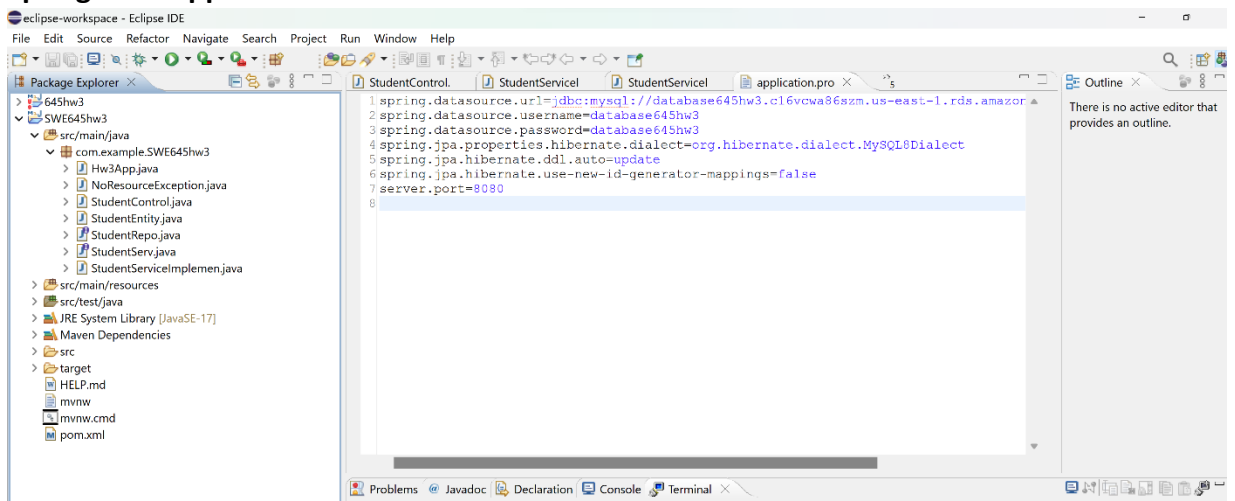 eclipse-workspace - Eclipse IDE
File Edit Source Refactor Navigate Search Project Run Window Help
Package Explorer
645hw3
SWE645hw3
src/main/java
com.example.SWE645hw3
Hw3App.java
NoResourceException.java
StudentControl.java
StudentEntity.java
StudentRepo.java
StudentServ.java
StudentServiceImplemen.java
src/main/resources
src/test/java
JRE System Library [JavaSE-17]
Maven Dependencies
src
target
HELP.md
mvnw
mvnw.cmd
pom.xml
StudentControl. StudentServiceI StudentServiceI application.pro 5
1 spring.datasource.url=jdbc:mysql://database645hw3.c16vcwa86szm.us-east-1.rds.amazon
2 spring.datasource.username=database645hw3
3 spring.datasource.password=database645hw3
4 spring.jpa.properties.hibernate.dialect=org.hibernate.dialect.MySQL8Dialect
5 spring.jpa.hibernate.ddl.auto=update
6 spring.jpa.hibernate.use-new-id-generator-mappings=false
7 server.port=8080
8
Outline
There is no active editor that
provides an outline.
Problems Javadoc Declaration Console Terminal